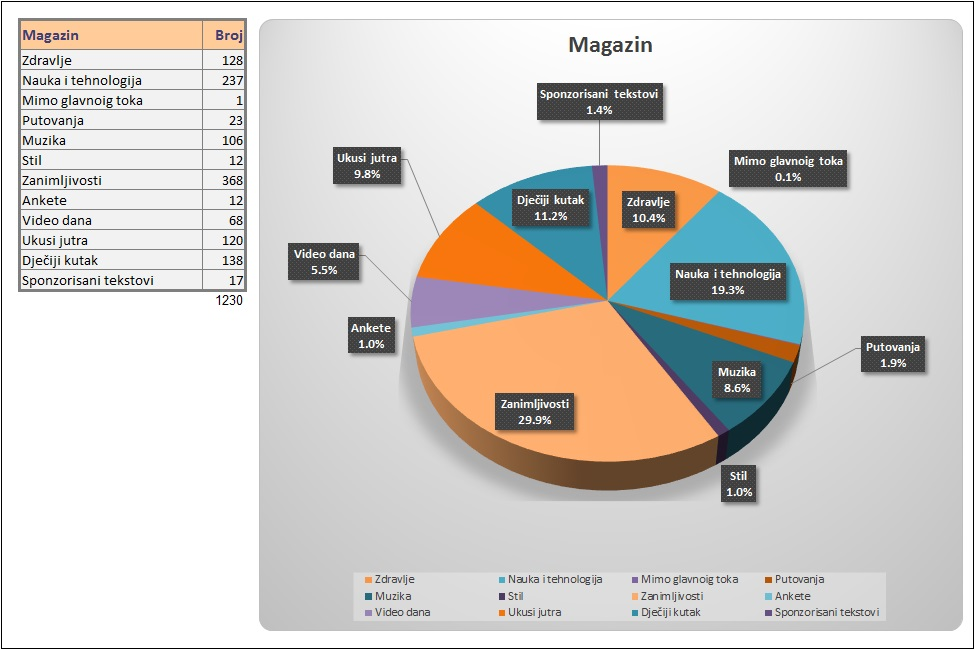 Magazin Broj
Zdravlje 128
Nauka i tehnologija 237
Mimo glavnoig toka 1
Putovanja 23
Muzika 106
Stil 12
Zanimljivosti 368
Ankete 12
Video dana 68
Ukusi jutra 120
Dječiji kutak 138
Sponzorisani tekstovi 17
1230
Magazin
Sponzorisani tekstovi
1.4%
Mimo glavnoig toka
0.1%
Ukusi jutra
9.8%
Dječiji kutak
11.2%
Zdravlje
10.4%
Video dana
5.5%
Nauka i tehnologija
19.3%
Ankete
1.0%
Putovanja
1.9%
Muzika
8.6%
Zanimljivosti
29.9%
Stil
1.0%
Zdravlje Nauka i tehnologija Mimo glavnoig toka Putovanja
Muzika Stil Zanimljivosti Ankete
Video dana Ukusi jutra Dječiji kutak Sponzorisani tekstovi